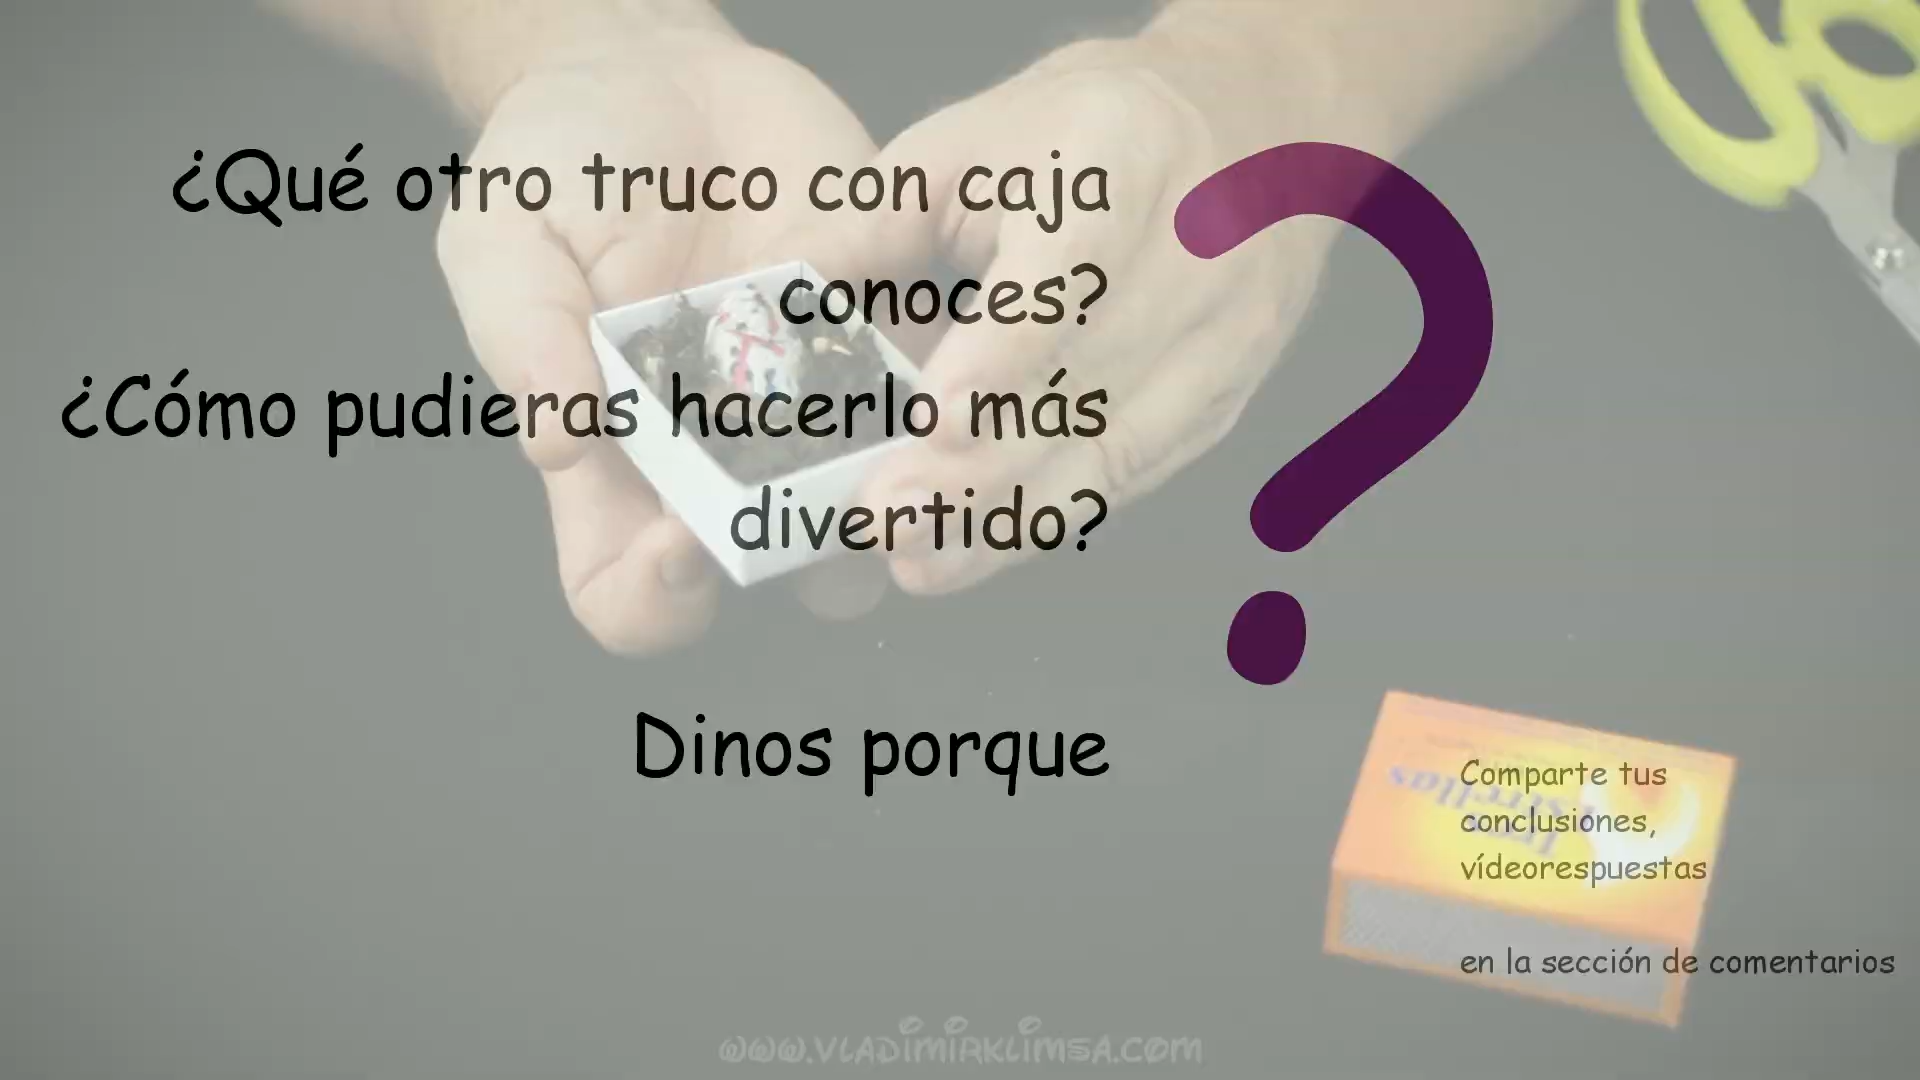 ¿Qué otro truco con caja
conoces?
¿Cómo pudieras hacerlo más
divertido?
Dinos porque
Comparte tus
conclusiones,
vídeorespuestas
en la sección de comentarios
www.vladimirklimsa.com